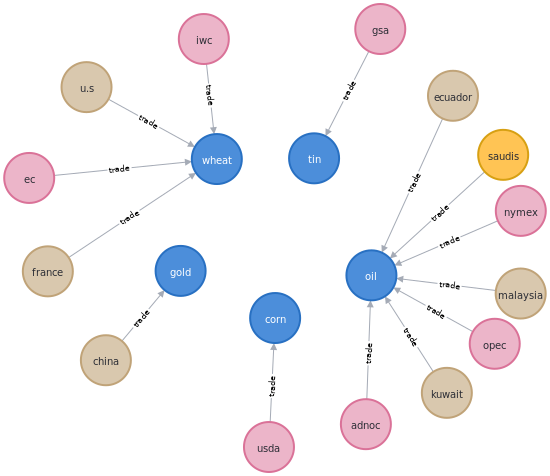 gsa
iwc
u.s
trade
trade
ecuador
trade
saudis
wheat
tin
trade
ec
trade
trade
nymex
trade
trade
trade
france
gold
oil
trade
malaysia
trade
corn
trade
opec
trade
china
trade
trade
kuwait
adnoc
usda